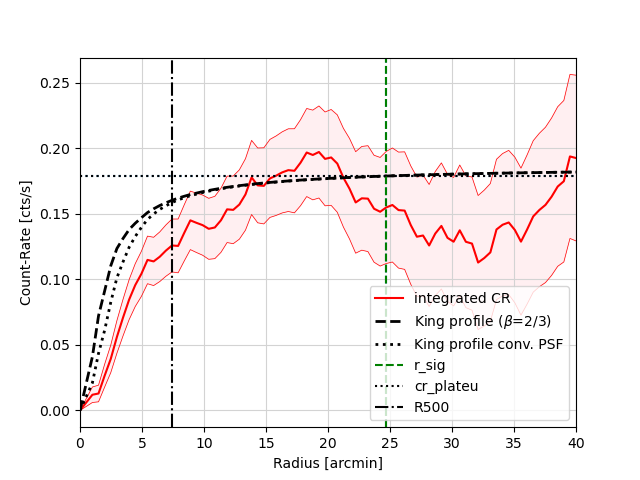 0.25
0.20
0.15
0.10
0.05
0.00
Count-Rate [cts/s]
integrated CR
King profile (β=2/3)
King profile conv. PSF
r_sig
cr_plateu
R500
0 5 10 15 20 25 30 35 40
Radius [arcmin]